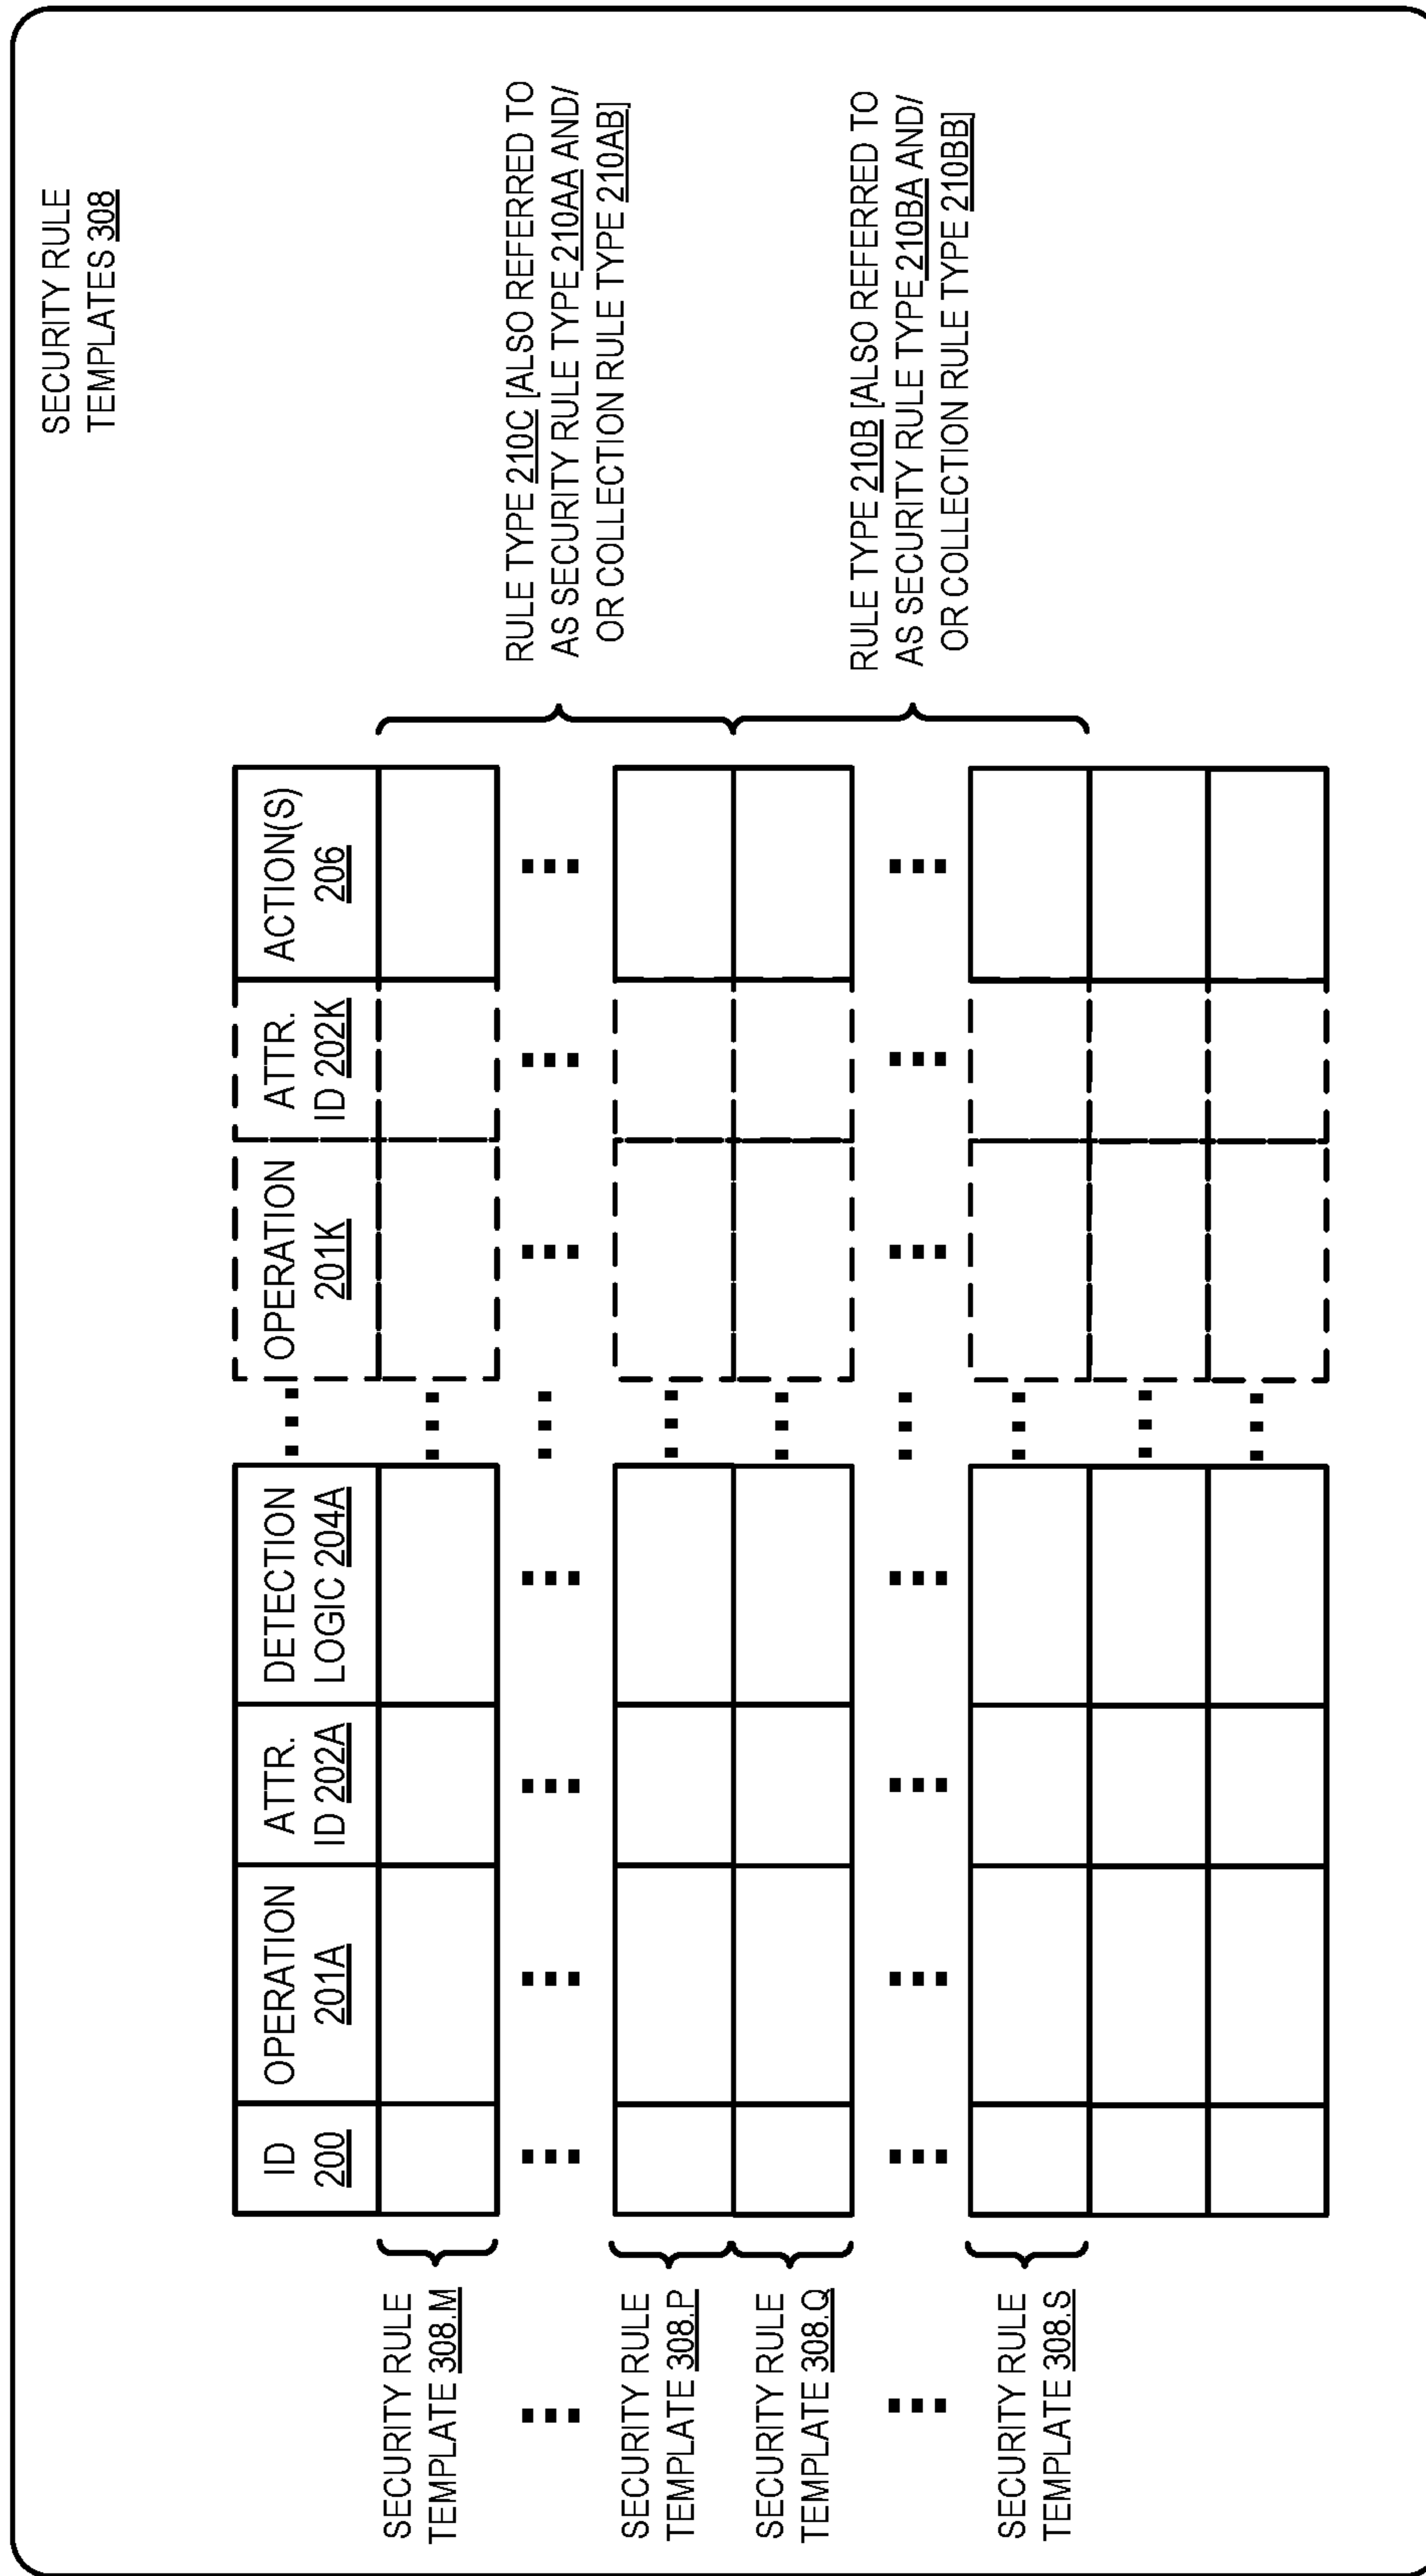 SECURITY RULE
TEMPLATES 308
ID
200
OPERATION
201A
ATTR.
ID 202A
DETECTION
LOGIC 204A
OPERATION
201K
ATTR.
ID 202K
ACTION(S)
206
SECURITY RULE
TEMPLATE 308.M
SECURITY RULE
TEMPLATE 308.P
SECURITY RULE
TEMPLATE 308.Q
SECURITY RULE
TEMPLATE 308.S
RULE TYPE 210C [ALSO REFERRED TO
AS SECURITY RULE TYPE 210AA AND/
OR COLLECTION RULE TYPE 210AB]
RULE TYPE 210B [ALSO REFERRED TO
AS SECURITY RULE TYPE 210BA AND/
OR COLLECTION RULE TYPE 210BB]